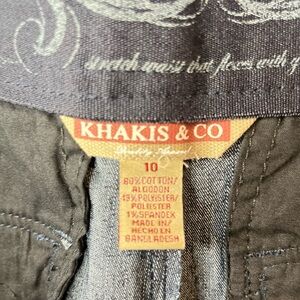 stretch waist that flexes with
KHAKIS & CO
10
80%COTTON/
ALGODON
19%POLYESTER/
POLIESTER
1%SPANDEX
MADE IN/
HECHO EN
BANGLADESH